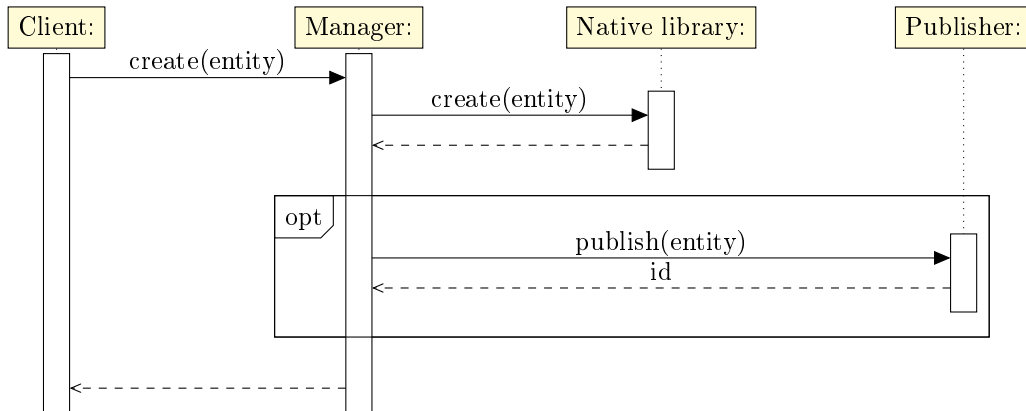 Client:
Manager:
Native library:
Publisher:
create(entity)
create(entity)
opt
publish(entity)
id